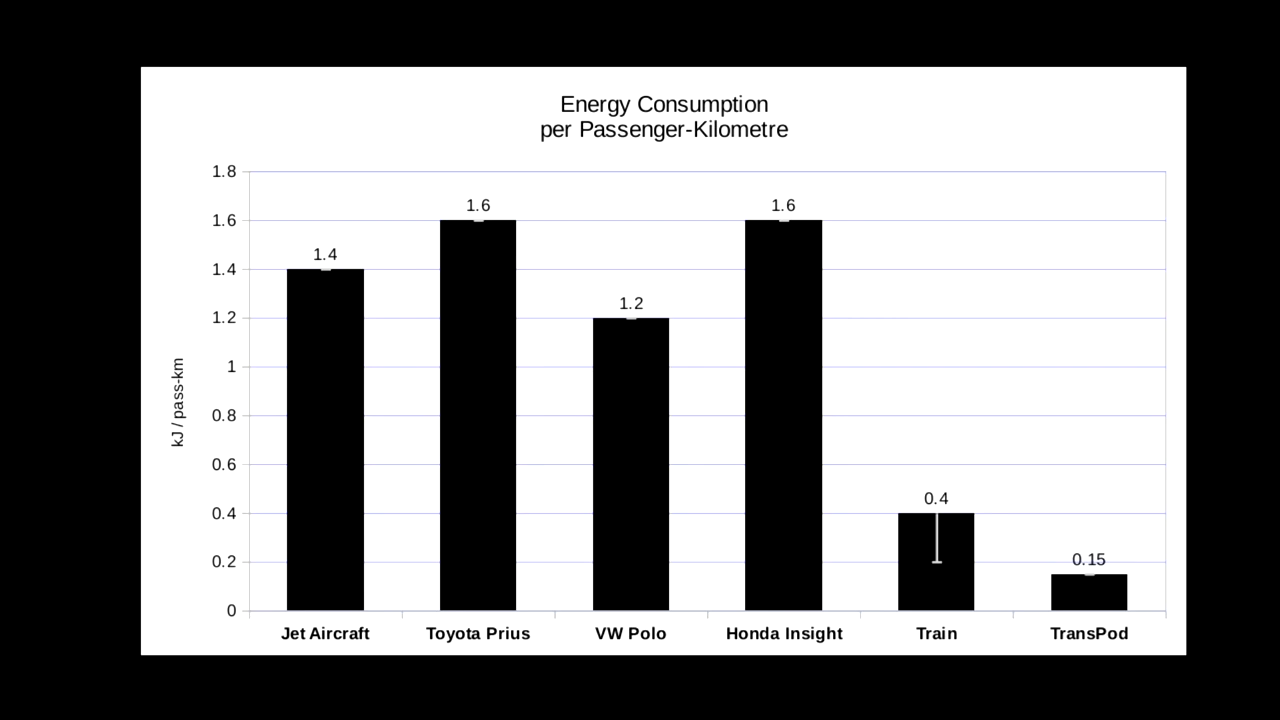 Energy Consumption
per Passenger-Kilometre
1.8
1.6
1.4
1.2
1
0.8
0.6
0.4
0.2
0
kJ / pass-km
1.4
1.6
1.2
1.6
0.4
0.15
Jet Aircraft
Toyota Prius
VW Polo
Honda Insight
Train
TransPod